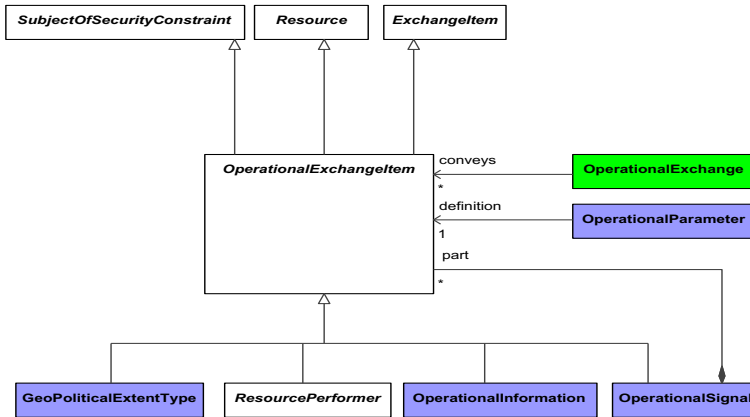 SubjectOfSecurityConstraint
Resource
ExchangeItem
OperationalExchangeItem
conveys
*
OperationalExchange
definition
1
OperationalParameter
part
*
GeoPoliticalExtentType
ResourcePerformer
OperationalInformation
OperationalSignal